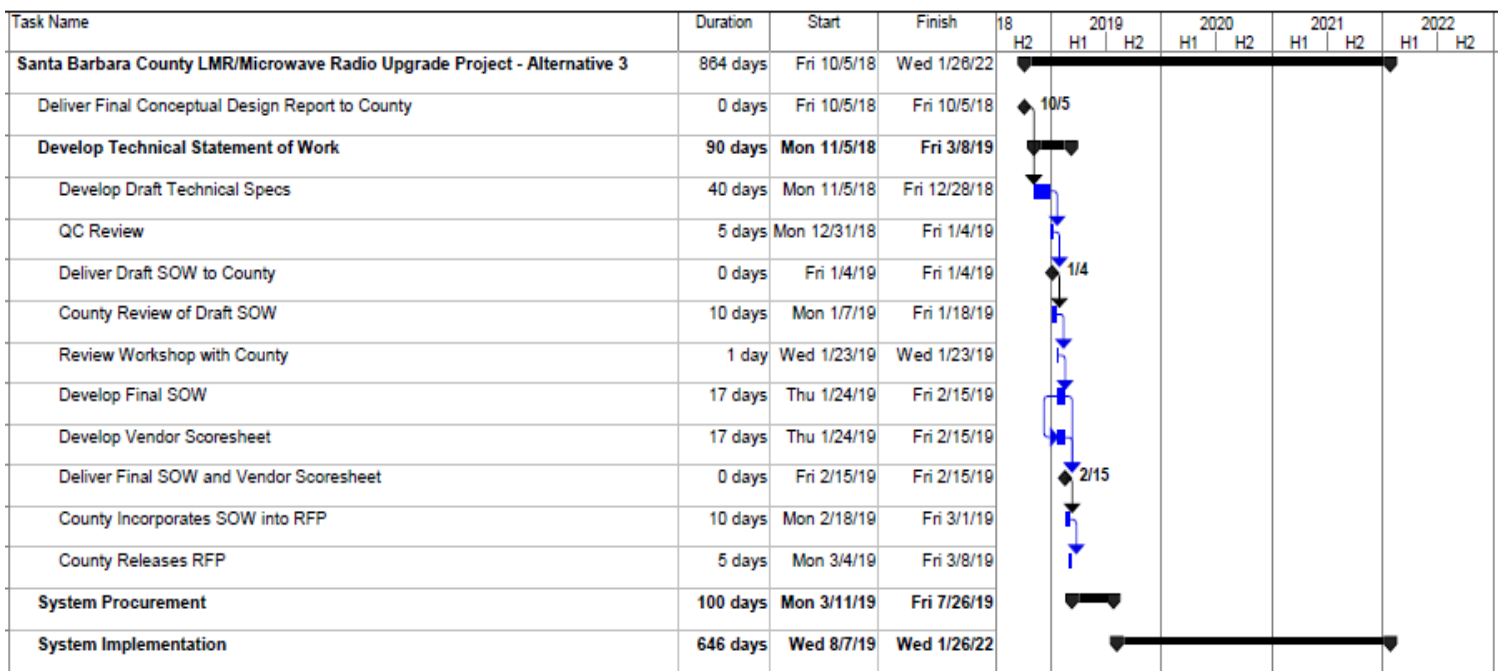 Task Name Duration Start Finish 18 2019 2020 2021 2022
H2 H1 H2 H1 H2 H1 H2 H1 H2
Santa Barbara County LMR/Microwave Radio Upgrade Project - Alternative 3 864 days Fri 10/5/18 Wed 1/26/22
Deliver Final Conceptual Design Report to County 0 days Fri 10/5/18 Fri 10/5/18 10/5
Develop Technical Statement of Work 90 days Mon 11/5/18 Fri 3/8/19
Develop Draft Technical Specs 40 days Mon 11/5/18 Fri 12/28/18
QC Review 5 days Mon 12/31/18 Fri 1/4/19
Deliver Draft SOW to County 0 days Fri 1/4/19 Fri 1/4/19 1/4
County Review of Draft SOW 10 days Mon 1/7/19 Fri 1/18/19
Review Workshop with County 1 day Wed 1/23/19 Wed 1/23/19
Develop Final SOW 17 days Thu 1/24/19 Fri 2/15/19
Develop Vendor Scoresheet 17 days Thu 1/24/19 Fri 2/15/19
Deliver Final SOW and Vendor Scoresheet 0 days Fri 2/15/19 Fri 2/15/19 2/15
County Incorporates SOW into RFP 10 days Mon 2/18/19 Fri 3/1/19
County Releases RFP 5 days Mon 3/4/19 Fri 3/8/19
System Procurement 100 days Mon 3/11/19 Fri 7/26/19
System Implementation 646 days Wed 8/7/19 Wed 1/26/22